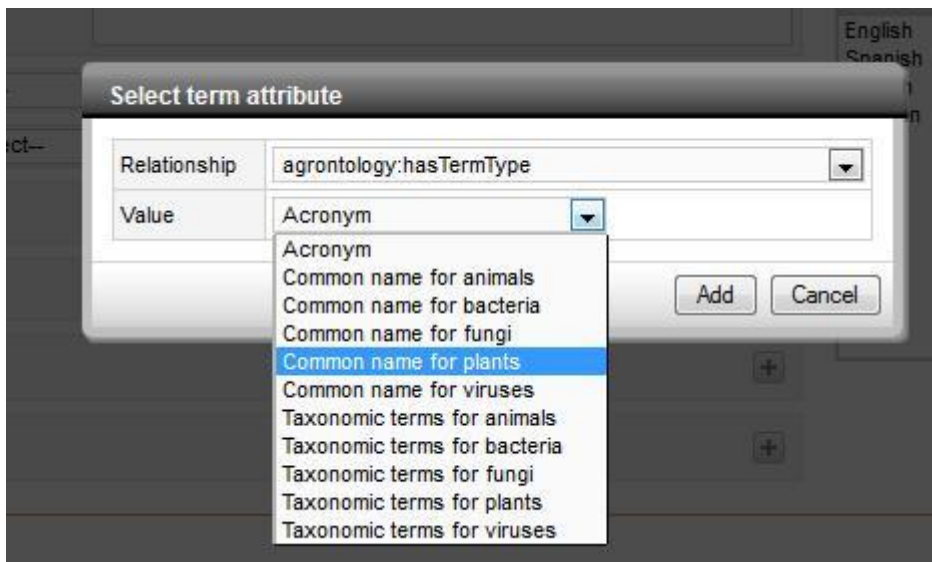 English
Spanish
Select term attribute
ect--
Relationship agrontology:hasTermType
Value Acronym
Acronym
Common name for animals
Common name for bacteria
Common name for fungi
Common name for plants
Common name for viruses
Taxonomic terms for animals
Taxonomic terms for bacteria
Taxonomic terms for fungi
Taxonomic terms for plants
Taxonomic terms for viruses
Add Cancel